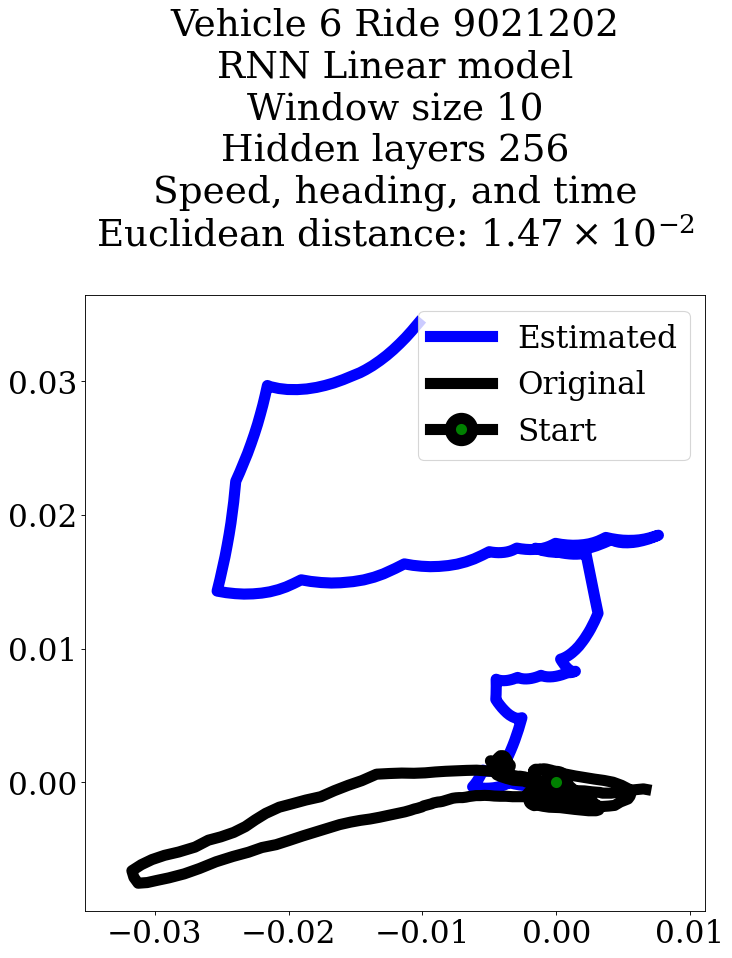 Vehicle 6 Ride 9021202
RNN Linear model
Window size 10
Hidden layers 256
Speed, heading, and time
Euclidean distance: 1.47 × 10⁻²
Estimated
Original
Start
0.03
0.02
0.01
0.00
−0.03 −0.02 −0.01 0.00 0.01